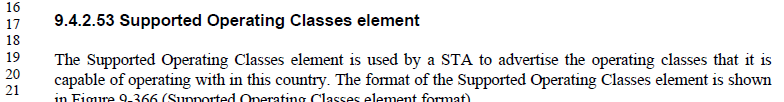 16
17 9.4.2.53 Supported Operating Classes element
18
19 The Supported Operating Classes element is used by a STA to advertise the operating classes that it is
20 capable of operating with in this country. The format of the Supported Operating Classes element is shown
21 in Figure 9-366 (Supported Operating Classes element format)